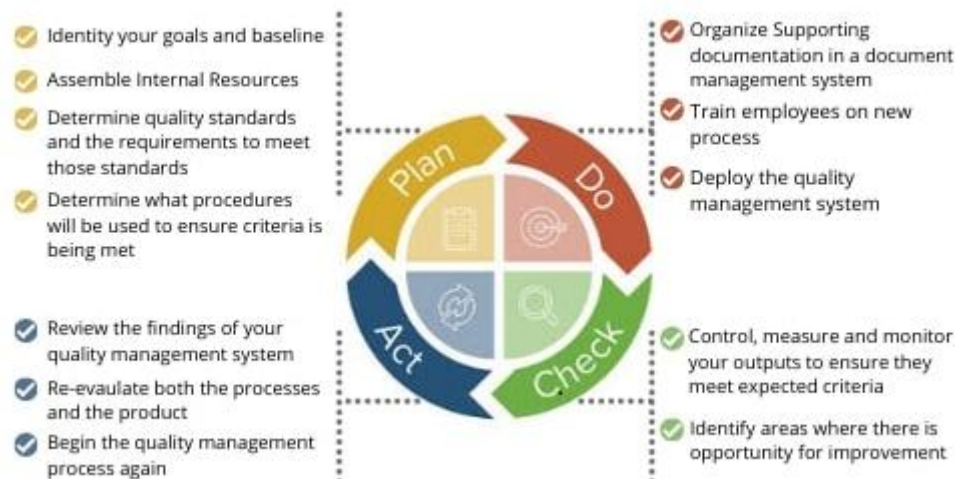 Identity your goals and baseline
Assemble Internal Resources
Determine quality standards
and the requirements to meet
those standards
Determine what procedures
will be used to ensure criteria is
being met
Plan
Do
Organize Supporting
documentation in a document
management system
Train employees on new
process
Deploy the quality
management system
Review the findings of your
quality management system
Re-evaulate both the processes
and the product
Begin the quality management
process again
Act
Check
Control, measure and monitor
your outputs to ensure they
meet expected criteria
Identify areas where there is
opportunity for improvement